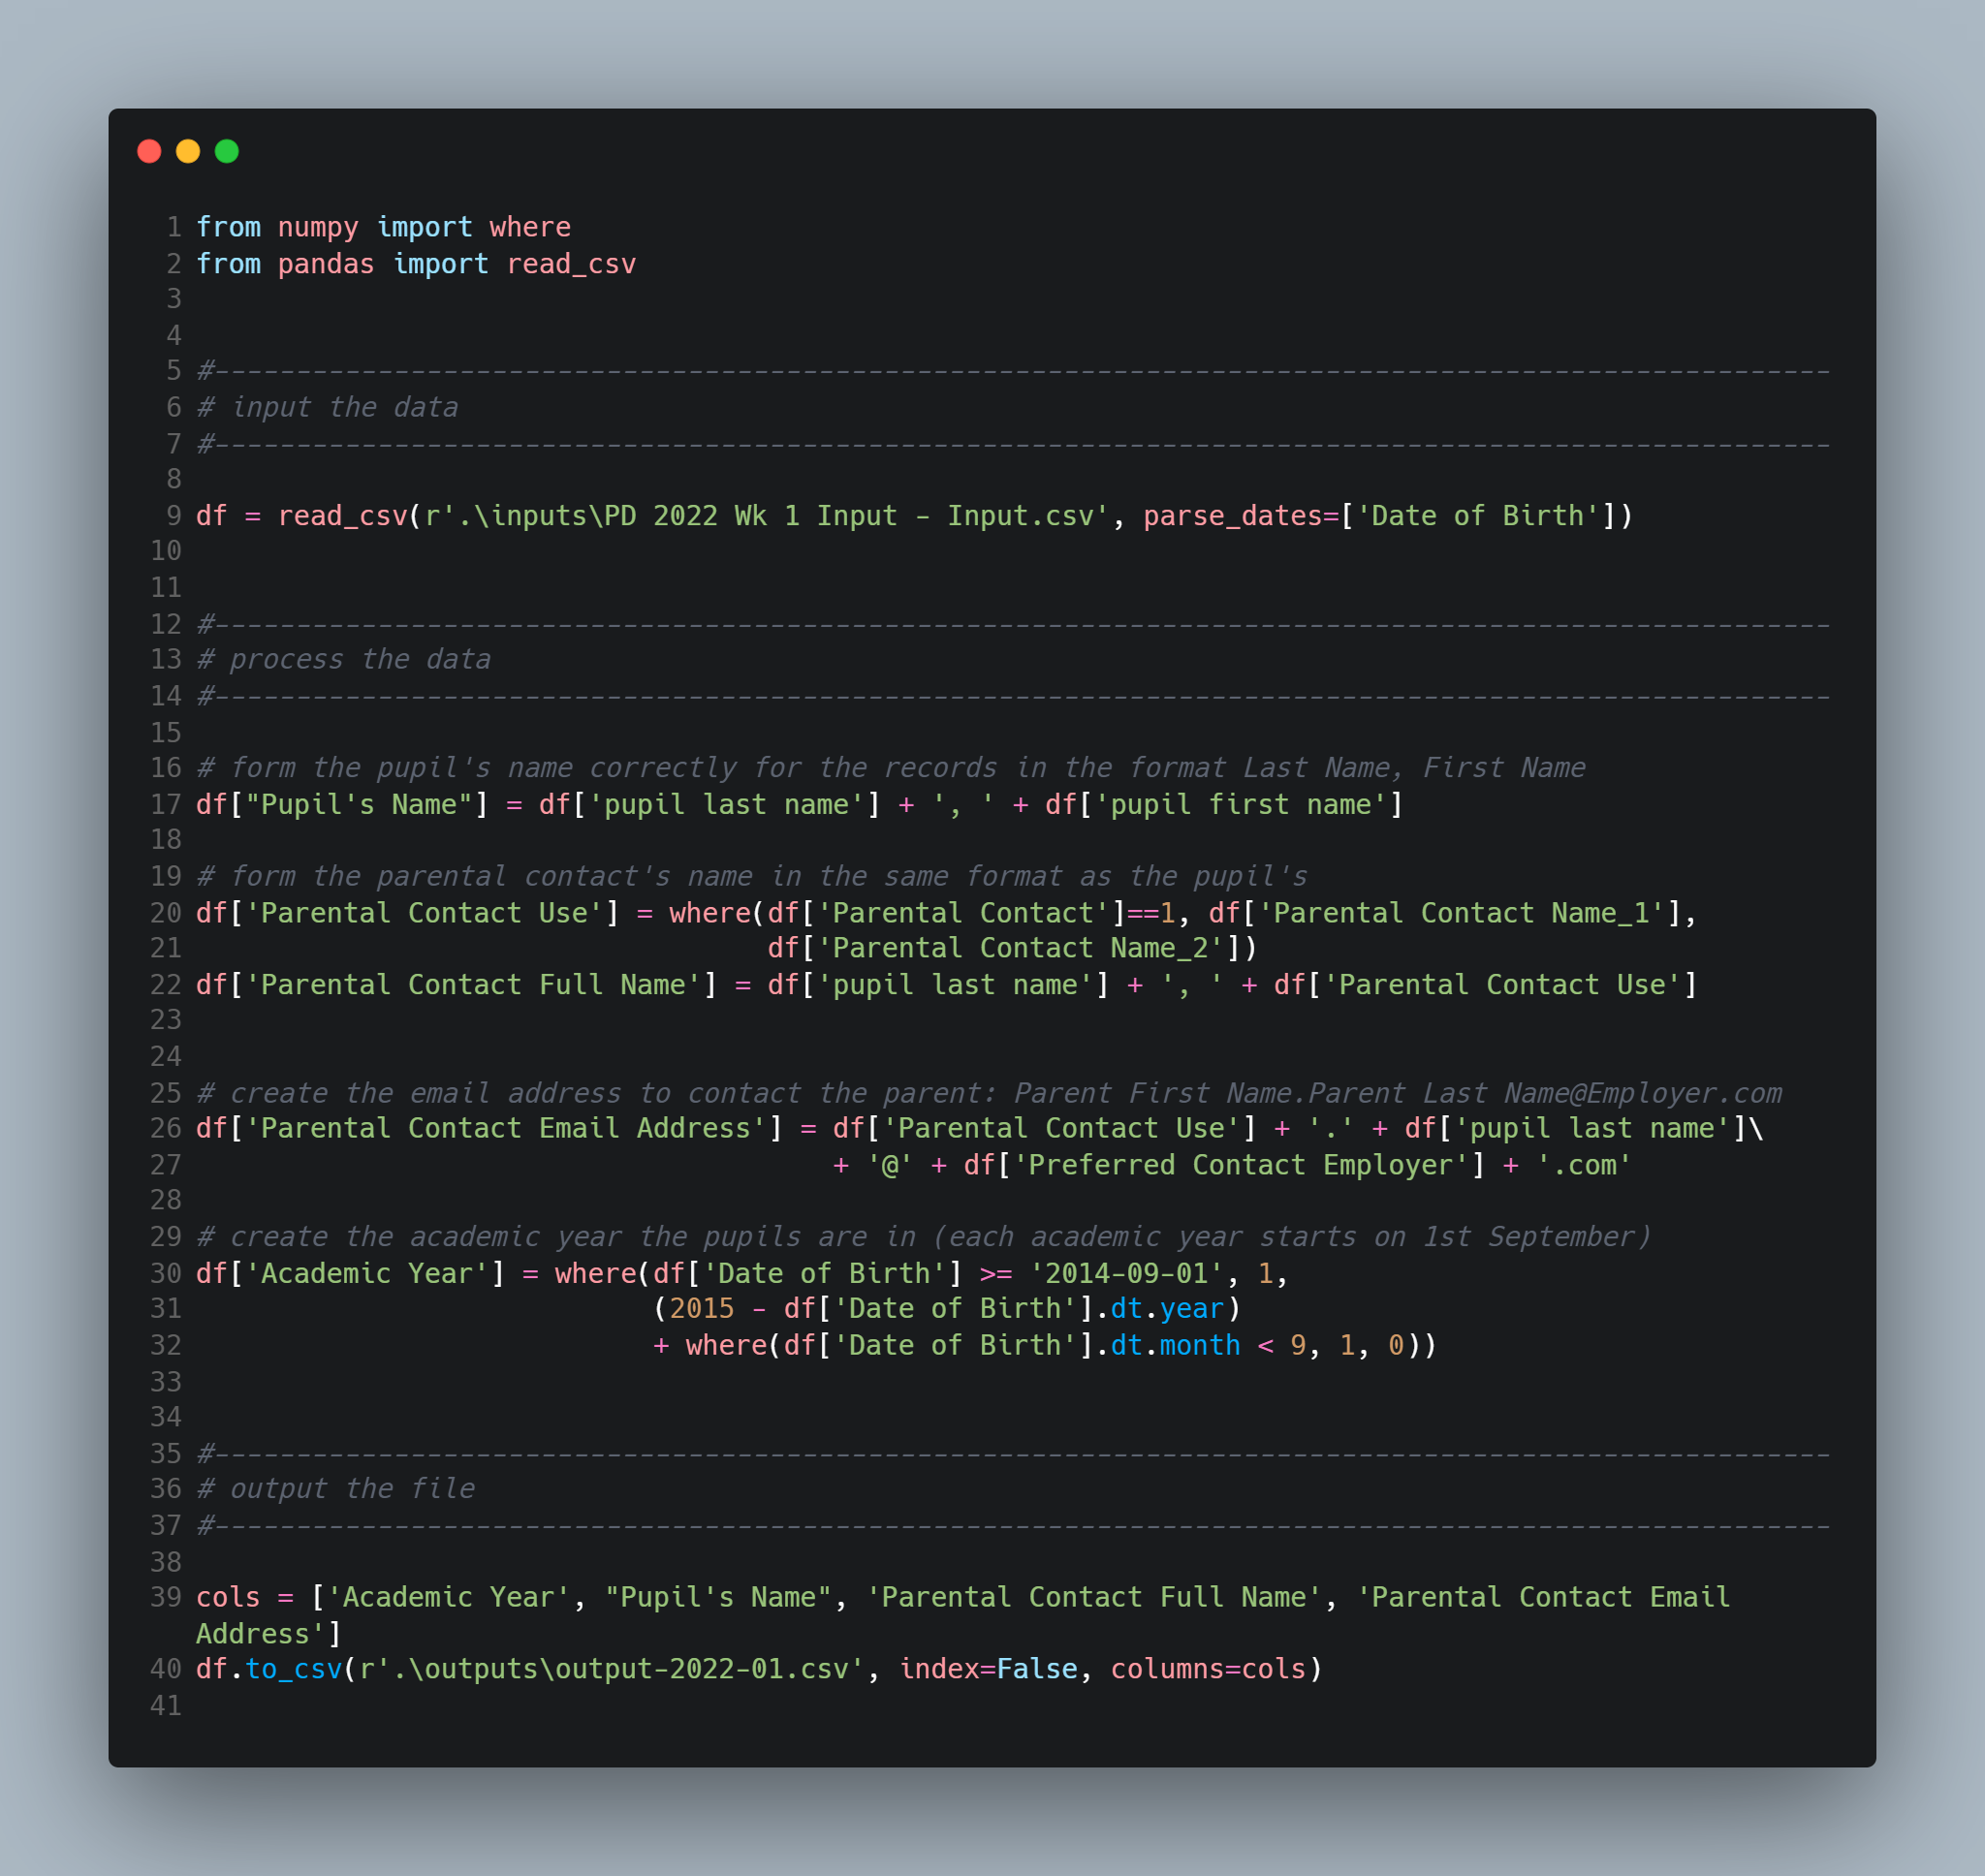 1 from numpy import where
2 from pandas import read_csv
3
4
5 #---------------------------------------------------------------------------------------------------
6 # input the data
7 #---------------------------------------------------------------------------------------------------
8
9 df = read_csv(r'.\inputs\PD 2022 Wk 1 Input - Input.csv', parse_dates=['Date of Birth'])
10
11
12 #---------------------------------------------------------------------------------------------------
13 # process the data
14 #---------------------------------------------------------------------------------------------------
15
16 # form the pupil's name correctly for the records in the format Last Name, First Name
17 df["Pupil's Name"] = df['pupil last name'] + ', ' + df['pupil first name']
18
19 # form the parental contact's name in the same format as the pupil's
20 df['Parental Contact Use'] = where(df['Parental Contact']==1, df['Parental Contact Name_1'],
21                                    df['Parental Contact Name_2'])
22 df['Parental Contact Full Name'] = df['pupil last name'] + ', ' + df['Parental Contact Use']
23
24
25 # create the email address to contact the parent: Parent First Name.Parent Last Name@Employer.com
26 df['Parental Contact Email Address'] = df['Parental Contact Use'] + '.' + df['pupil last name']\
27                                        + '@' + df['Preferred Contact Employer'] + '.com'
28
29 # create the academic year the pupils are in (each academic year starts on 1st September)
30 df['Academic Year'] = where(df['Date of Birth'] >= '2014-09-01', 1,
31                             (2015 - df['Date of Birth'].dt.year)
32                             + where(df['Date of Birth'].dt.month < 9, 1, 0))
33
34
35 #---------------------------------------------------------------------------------------------------
36 # output the file
37 #---------------------------------------------------------------------------------------------------
38
39 cols = ['Academic Year', "Pupil's Name", 'Parental Contact Full Name', 'Parental Contact Email
Address']
40 df.to_csv(r'.\outputs\output-2022-01.csv', index=False, columns=cols)
41